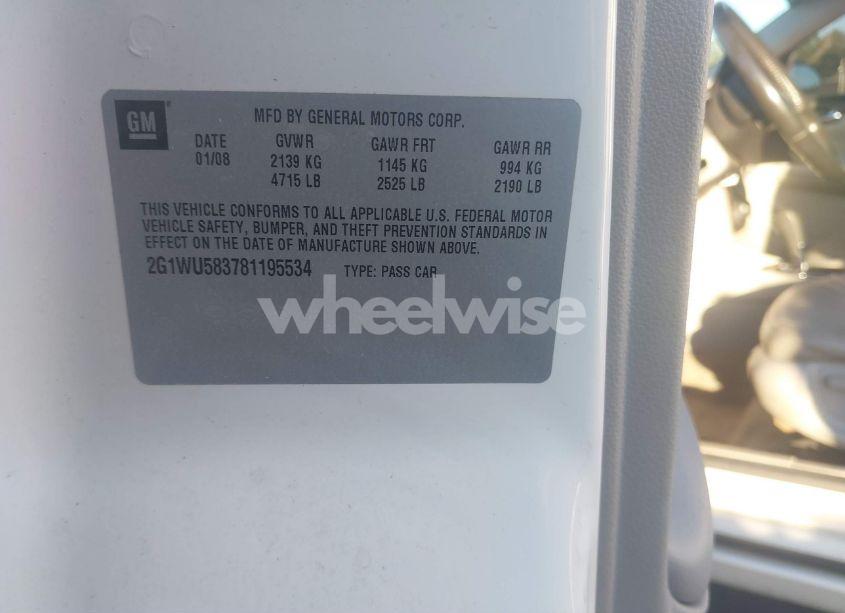 GM
MFD BY GENERAL MOTORS CORP.
DATE GVWR GAWR FRT GAWR RR
01/08 2139 KG 1145 KG 994 KG
4715 LB 2525 LB 2190 LB
THIS VEHICLE CONFORMS TO ALL APPLICABLE U.S. FEDERAL MOTOR
VEHICLE SAFETY, BUMPER, AND THEFT PREVENTION STANDARDS IN
EFFECT ON THE DATE OF MANUFACTURE SHOWN ABOVE.
2G1WU583781195534 TYPE: PASS CAR
wheelwise